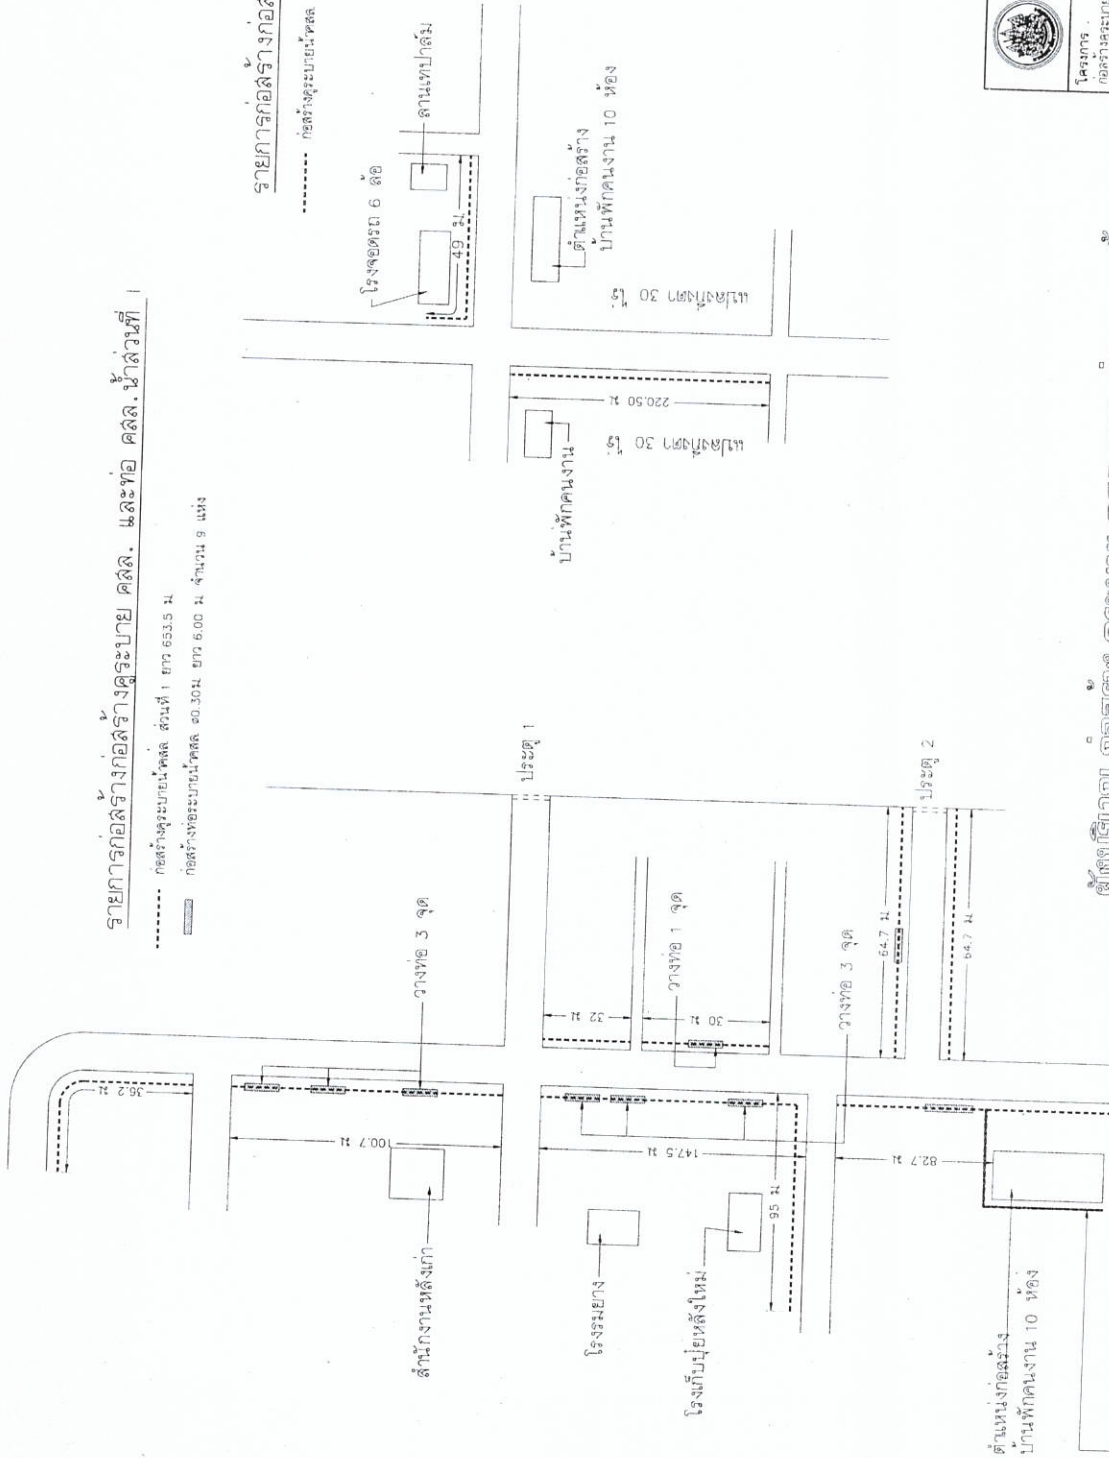 รายการก่อสร้างก่อสร้างคูระบาย คสล. และท่อ คสล. น้ำส่วนที่ 1
ก่อสร้างคูระบายน้ำคสล. ส่วนที่ 1 ยาว 653.5 ม
ก่อสร้างท่อระบายน้ำคสล. ø0.30ม ยาว 6.00 ม จำนวน 9 แห่ง
รายการก่อสร้างก่อส
ก่อสร้างคูระบายน้ำคสล.
36.2 ม
100.7 ม
วางท่อ 3 จุด
สำนักงานหลังเก่า
32 ม
30 ม
วางท่อ 1 จุด
147.5 ม
วางท่อ 3 จุด
โรงรมยาง
โรงเก็บปุ๋ยหลังใหม่
95 ม
82.7 ม
64.7 ม
64.7 ม
ประตู 1
ประตู 2
ตำแหน่งก่อสร้าง
บ้านพักคนงาน 10 ห้อง
โรงจอดรถ 6 ล้อ
ลานเทปาล์ม
49 ม.
ตำแหน่งก่อสร้าง
บ้านพักคนงาน 10 ห้อง
แปลงกิ่งตา 30 ไร่
220.50 ม
แปลงกิ่งตา 30 ไร่
บ้านพักคนงาน
โครงการ .